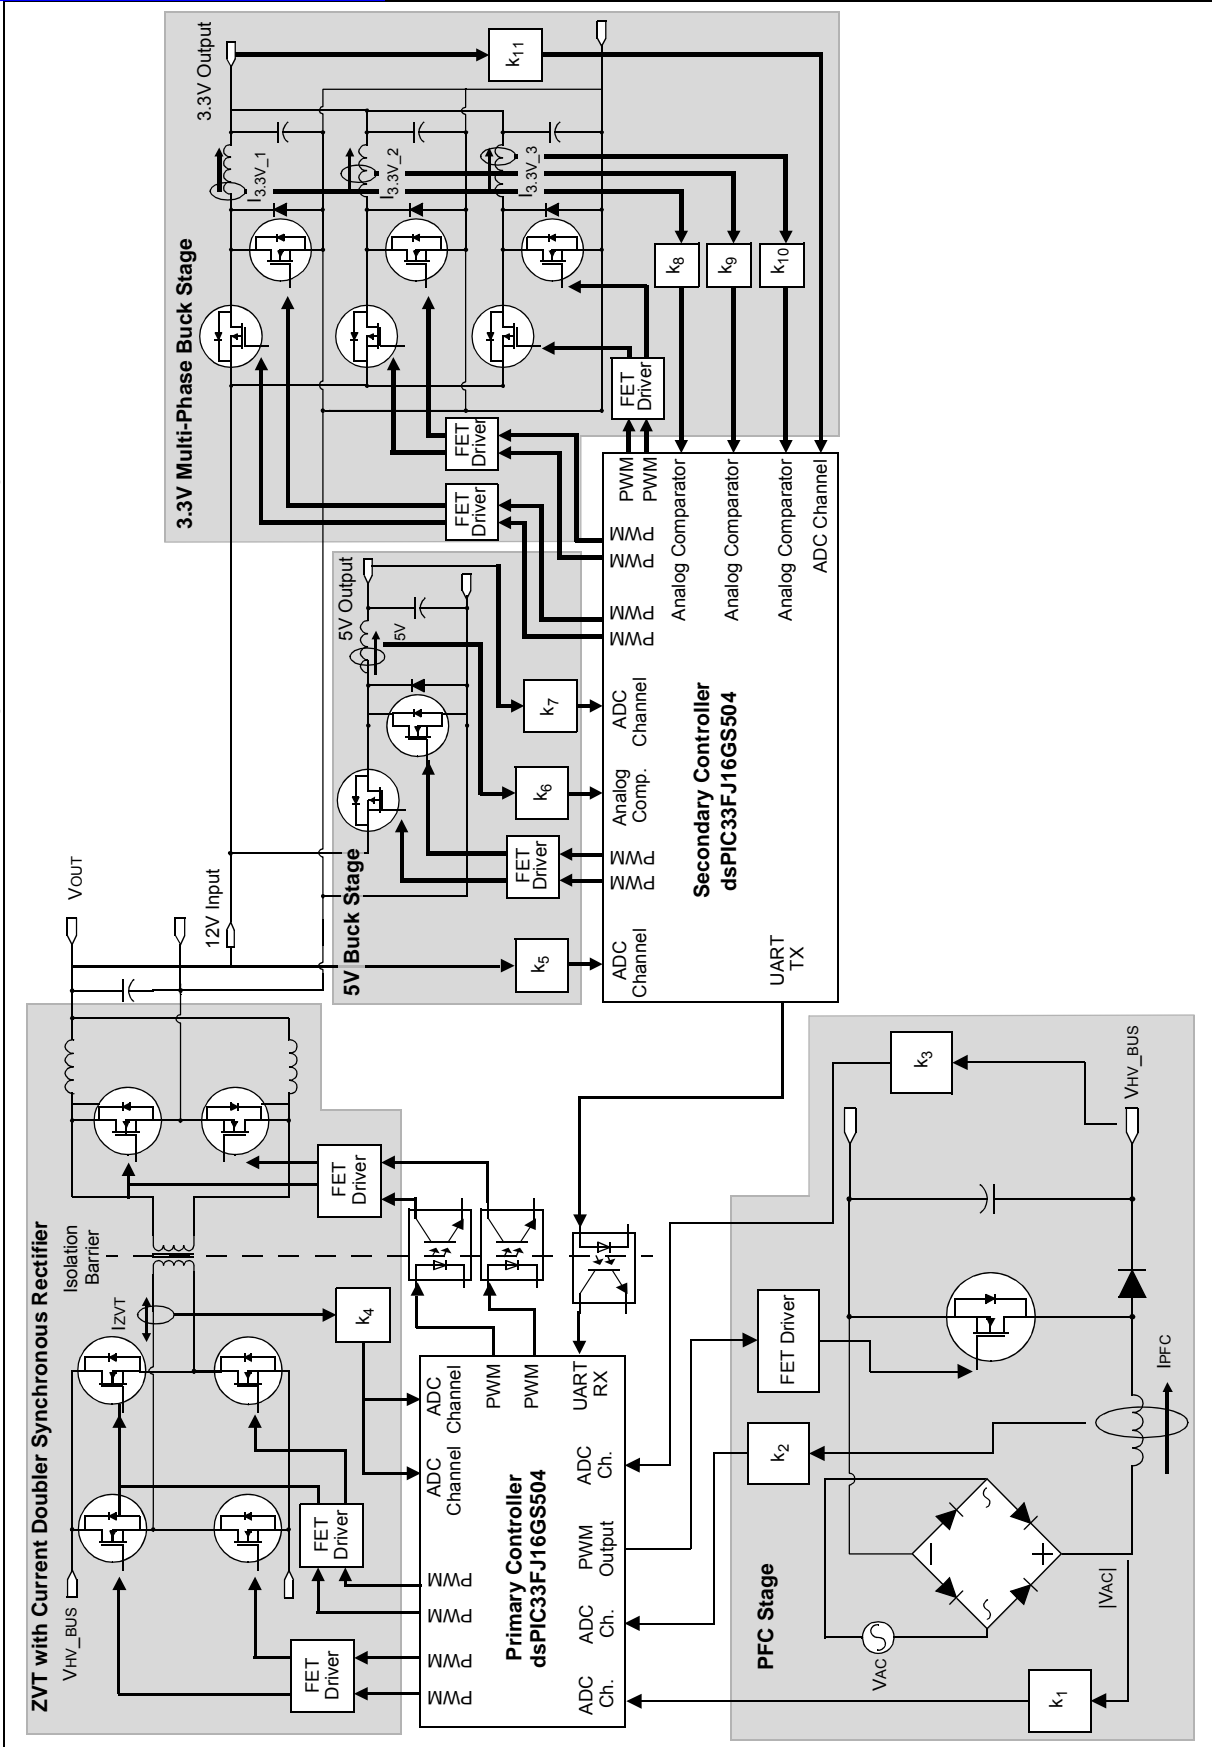 ZVT with Current Doubler Synchronous Rectifier
VHV_BUS
IZVT
Isolation
Barrier
k4
FET
Driver
FET
Driver
FET
Driver
VOUT
12V Input
5V Buck Stage
5V Output
5V
FET
Driver
k5
k6
k7
3.3V Multi-Phase Buck Stage
3.3V Output
I3.3V_1
I3.3V_2
I3.3V_3
FET
Driver
FET
Driver
FET
Driver
k8
k9
k10
k11
Primary Controller
dsPIC33FJ16GS504
PWM
PWM
PWM
PWM
ADC
Channel
ADC
Channel
PWM
PWM
UART
RX
ADC
Ch.
ADC
Ch.
PWM
Output
ADC
Ch.
Secondary Controller
dsPIC33FJ16GS504
ADC
Channel
PWM
PWM
Analog
Comp.
ADC
Channel
PWM
PWM
PWM
PWM
PWM
PWM
Analog Comparator
Analog Comparator
Analog Comparator
ADC Channel
UART
TX
PFC Stage
VAC
|VAC|
k1
k2
k3
FET Driver
IPFC
VHV_BUS